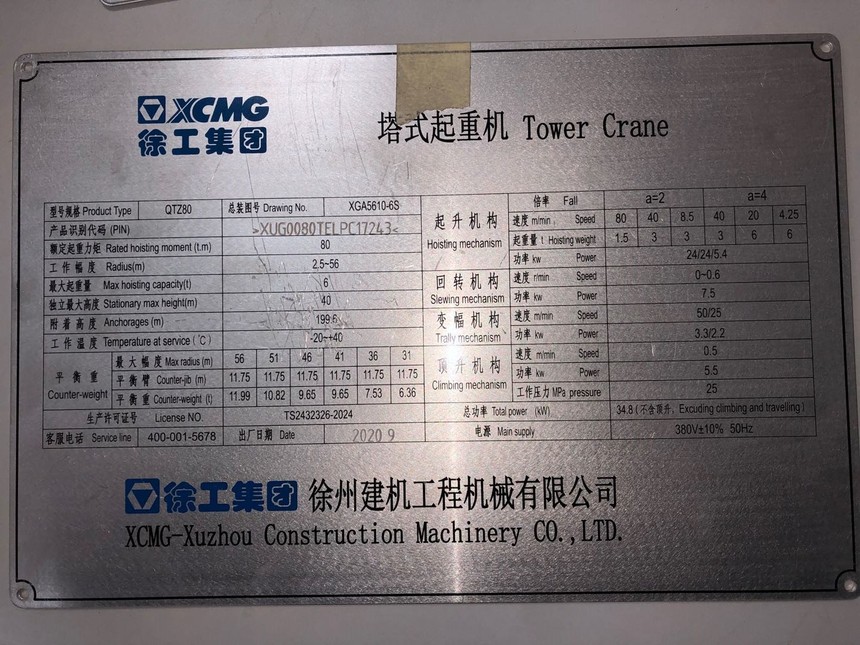 XCMG
徐工集团
塔式起重机 Tower Crane
型号规格 Product Type QTZ80 总装图号 Drawing No. XGA5610-6S
产品识别代码 (PIN) >XUG0080TELPC17243<
额定起重力矩 Rated hoisting moment (t.m) 80
工作幅度 Radius(m) 2.5~56
最大起重量 Max hoisting capacity(t) 6
独立最大高度 Stationary max height(m) 40
附着高度 Anchorages (m) 199.6
工作温度 Temperature at service (℃) -20~+40
平衡重 Counter-weight
最大幅度 Max radius (m) 56 51 46 41 36 31
平衡臂 Counter-jib (m) 11.75 11.75 11.75 11.75 11.75 11.75
平衡重 Counter-weight (t) 11.99 10.82 9.65 9.65 7.53 6.36
生产许可证号 License NO. TS2432326-2024
客服电话 Service line 400-001-5678 出厂日期 Date 2020 9
起升机构 Hoisting mechanism
倍率 Fall a=2 a=4
速度 m/min Speed 80 40 8.5 40 20 4.25
起重量 t Hoisting weight 1.5 3 3 3 6 6
功率 kw Power 24/24/5.4
回转机构 Slewing mechanism
速度 r/min Speed 0~0.6
功率 kw Power 7.5
变幅机构 Trally mechanism
速度 m/min Speed 50/25
功率 kw Power 3.3/2.2
顶升机构 Climbing mechanism
速度 m/min Speed 0.5
功率 kw Power 5.5
工作压力 MPa pressure 25
总功率 Total power (kW) 34.8 (不含顶升, Excuding climbing and travelling)
电源 Main supply 380V±10% 50Hz
徐工集团 徐州建机工程机械有限公司
XCMG-Xuzhou Construction Machinery CO.,LTD.